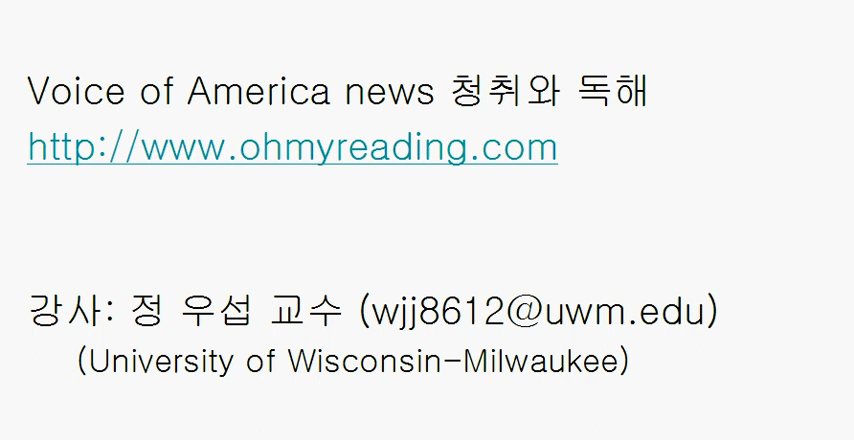 Voice of America news 청취와 독해
http://www.ohmyreading.com
강사: 정 우섭 교수 (wjj8612@uwm.edu)
(University of Wisconsin-Milwaukee)